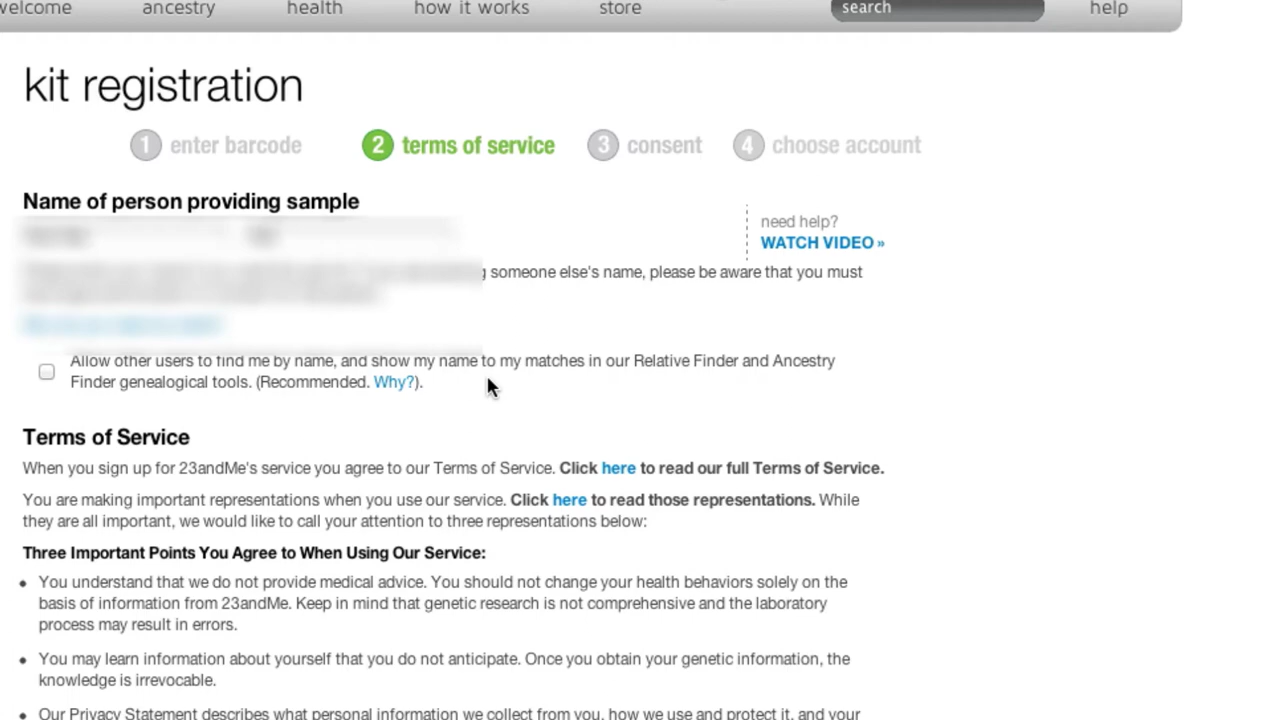 welcome ancestry health how it works store search help
kit registration
1 enter barcode 2 terms of service 3 consent 4 choose account
Name of person providing sample
need help?
WATCH VIDEO »
someone else's name, please be aware that you must
Allow other users to find me by name, and show my name to my matches in our Relative Finder and Ancestry
Finder genealogical tools. (Recommended. Why?).
Terms of Service
When you sign up for 23andMe's service you agree to our Terms of Service. Click here to read our full Terms of Service.
You are making important representations when you use our service. Click here to read those representations. While
they are all important, we would like to call your attention to three representations below:
Three Important Points You Agree to When Using Our Service:
• You understand that we do not provide medical advice. You should not change your health behaviors solely on the
basis of information from 23andMe. Keep in mind that genetic research is not comprehensive and the laboratory
process may result in errors.
• You may learn information about yourself that you do not anticipate. Once you obtain your genetic information, the
knowledge is irrevocable.
• Our Privacy Statement describes what personal information we collect from you, how we use and protect it, and your